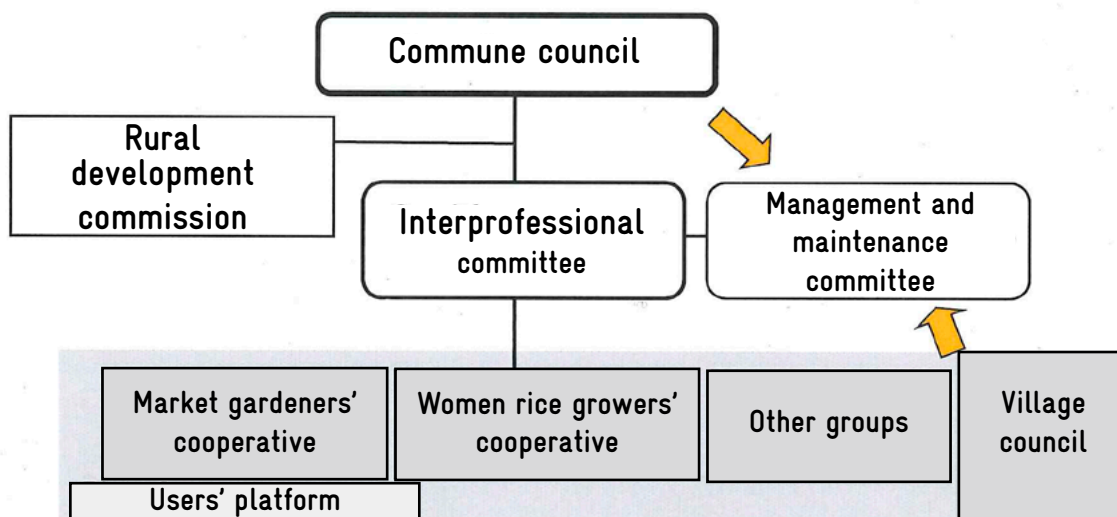 Commune council
Rural
development
commission
Interprofessional
committee
Management and
maintenance
committee
Market gardeners'
cooperative
Women rice growers'
cooperative
Other groups
Village
council
Users' platform